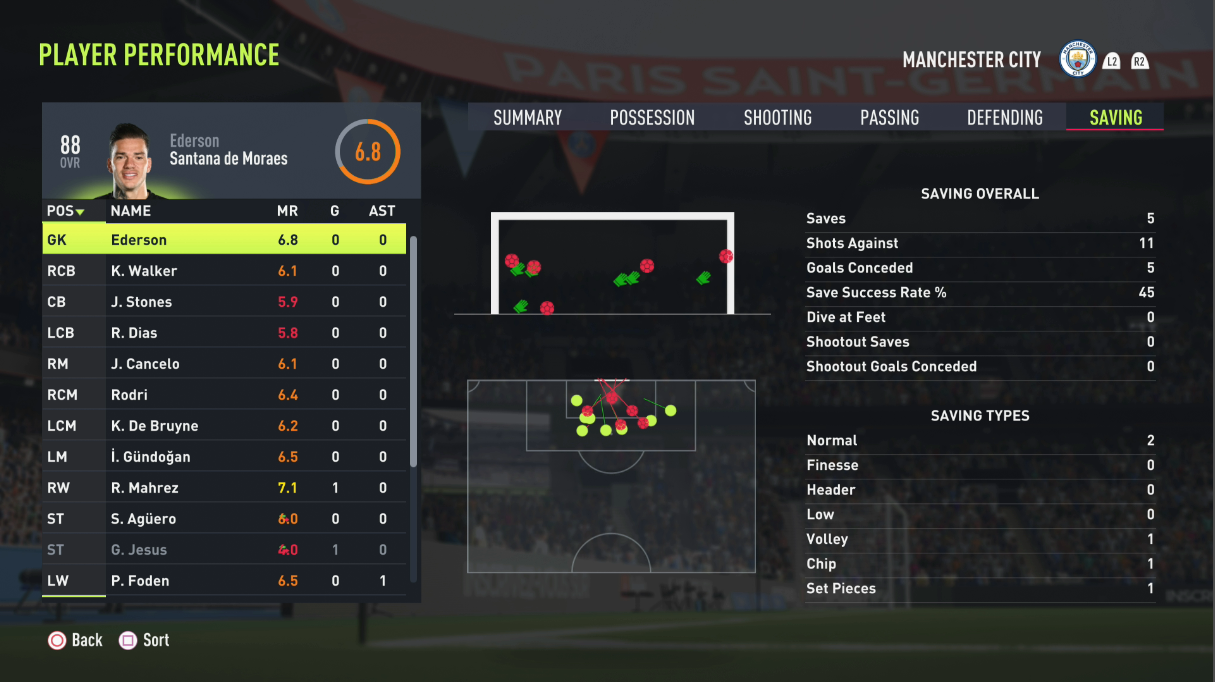 PARIS SAINT-GERMAIN
PLAYER PERFORMANCE
MANCHESTER CITY
L2 R2
SUMMARY POSSESSION SHOOTING PASSING DEFENDING SAVING
88
OVR
Ederson
Santana de Moraes
6.8
POS NAME MR G AST
GK Ederson 6.8 0 0
RCB K. Walker 6.1 0 0
CB J. Stones 5.9 0 0
LCB R. Dias 5.8 0 0
RM J. Cancelo 6.1 0 0
RCM Rodri 6.4 0 0
LCM K. De Bruyne 6.2 0 0
LM İ. Gündoğan 6.5 0 0
RW R. Mahrez 7.1 1 0
ST S. Agüero 6.0 0 0
ST G. Jesus 4.0 1 0
LW P. Foden 6.5 0 1
SAVING OVERALL
Saves 5
Shots Against 11
Goals Conceded 5
Save Success Rate % 45
Dive at Feet 0
Shootout Saves 0
Shootout Goals Conceded 0
SAVING TYPES
Normal 2
Finesse 0
Header 0
Low 0
Volley 1
Chip 1
Set Pieces 1
Back Sort